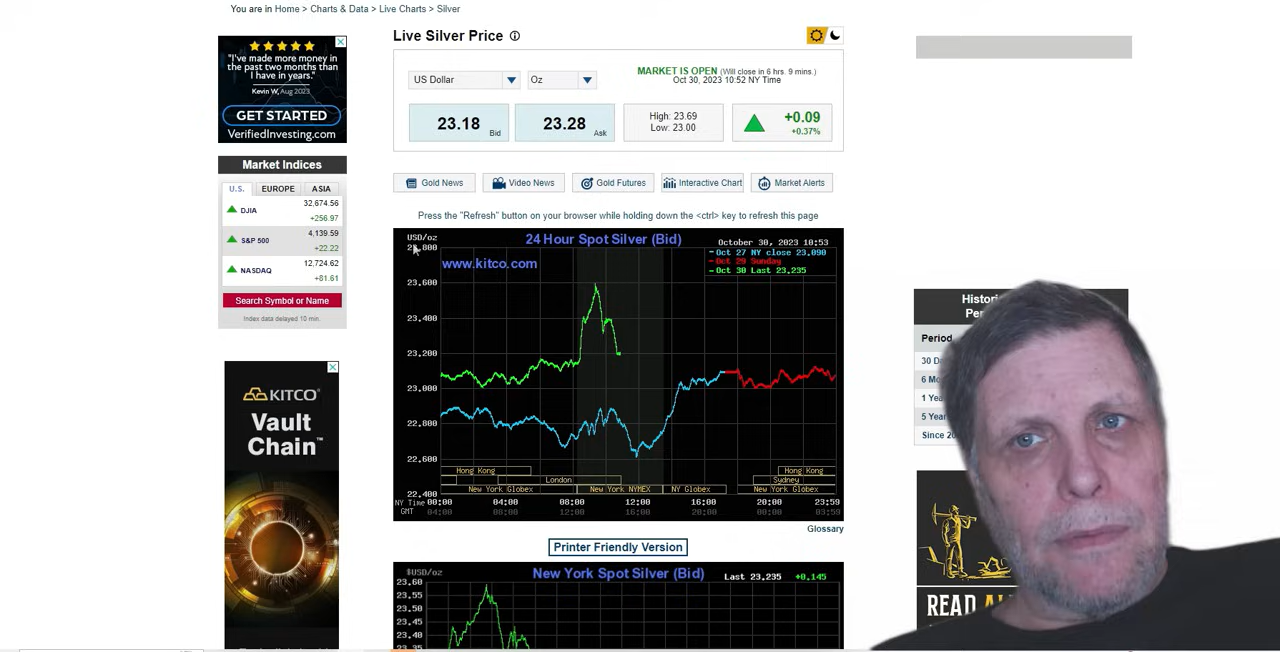 You are in Home > Charts & Data > Live Charts > Silver
"I've made more money in
the past two months than
I have in years."
Kevin W, Aug 2023
GET STARTED
VerifiedInvesting.com
Market Indices
U.S. EUROPE ASIA
DJIA 32,674.56
+256.97
S&P 500 4,139.59
+22.22
NASDAQ 12,724.62
+81.61
Search Symbol or Name
Index data delayed 10 min.
KITCO
Vault
Chain™
Live Silver Price
US Dollar Oz
MARKET IS OPEN (Will close in 6 hrs. 9 mins.)
Oct 30, 2023 10:52 NY Time
23.18 Bid
23.28 Ask
High: 23.69
Low: 23.00
+0.09
+0.37%
Gold News Video News Gold Futures Interactive Chart Market Alerts
Press the "Refresh" button on your browser while holding down the <ctrl> key to refresh this page
USD/oz 24 Hour Spot Silver (Bid) October 30, 2023 10:53
www.kitco.com
Oct 27 NY close 23.090
Oct 29 Sunday
Oct 30 Last 23.235
23,600
23,400
23,200
23,000
22,800
22,600
22,400
Hong Kong Hong Kong
London Sydney
New York Globex New York NYMEX NY Globex New York Globex
NY Time 00:00 04:00 08:00 12:00 16:00 20:00 23:59
GMT 04:00 08:00 12:00 16:00 20:00 00:00 03:59
Glossary
Printer Friendly Version
$USD/oz New York Spot Silver (Bid) Last 23.235 +0.145
23.60
23.55
23.50
23.45
23.40
23.35
Period
30
6
1
5
Since
READ